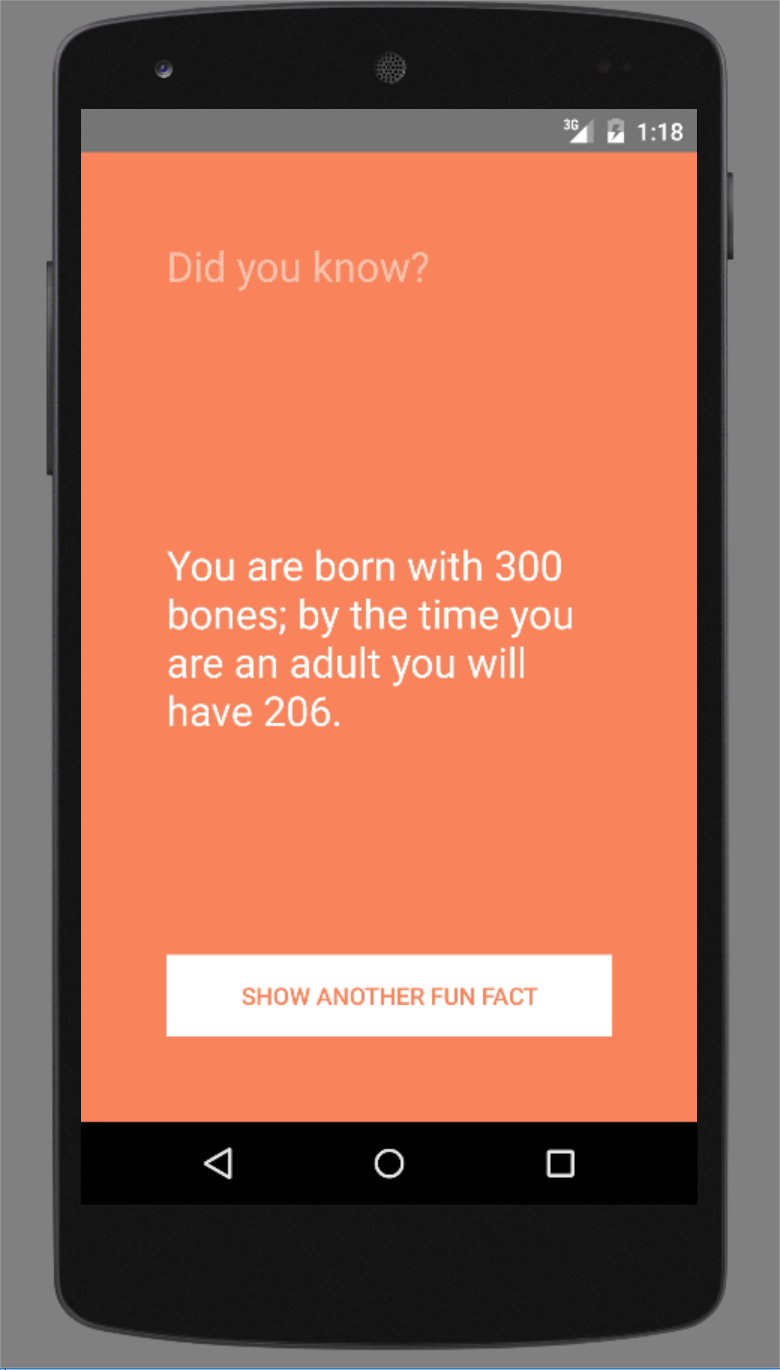 3G 1:18
Did you know?
You are born with 300
bones; by the time you
are an adult you will
have 206.
SHOW ANOTHER FUN FACT